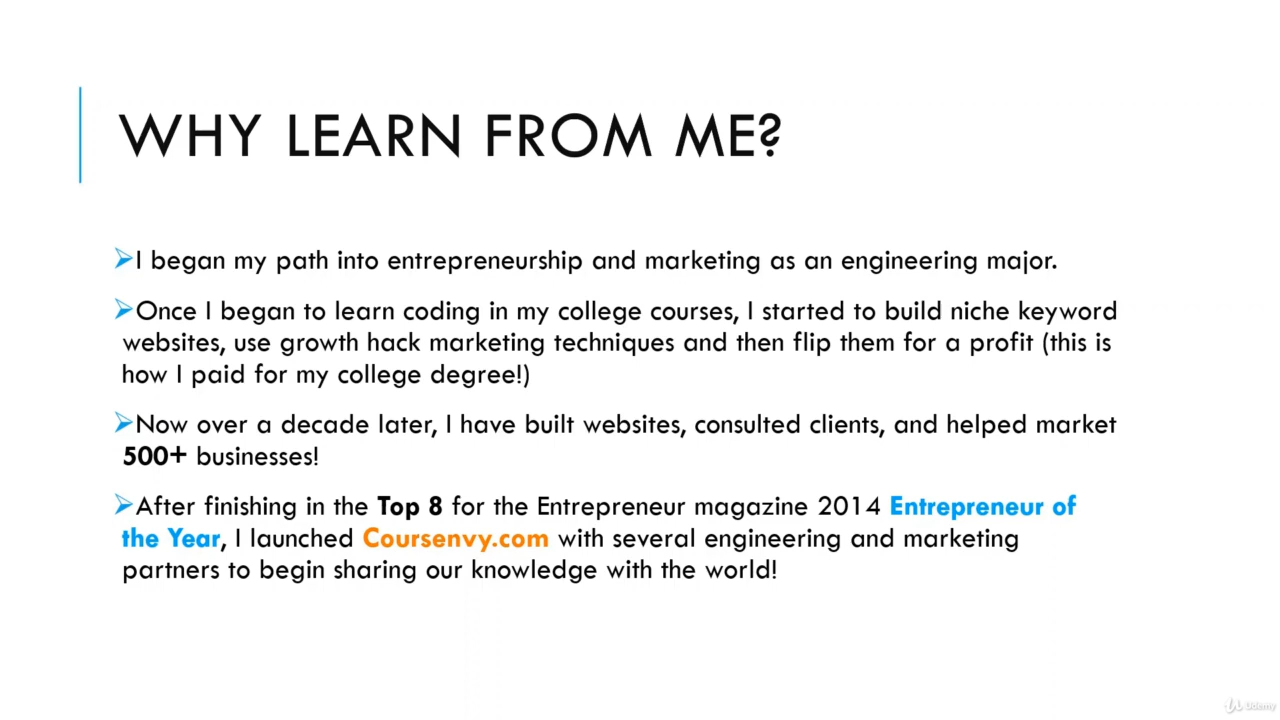 WHY LEARN FROM ME?
➢I began my path into entrepreneurship and marketing as an engineering major.
➢Once I began to learn coding in my college courses, I started to build niche keyword
websites, use growth hack marketing techniques and then flip them for a profit (this is
how I paid for my college degree!)
➢Now over a decade later, I have built websites, consulted clients, and helped market
500+ businesses!
➢After finishing in the Top 8 for the Entrepreneur magazine 2014 Entrepreneur of
the Year, I launched Coursenvy.com with several engineering and marketing
partners to begin sharing our knowledge with the world!
Udemy